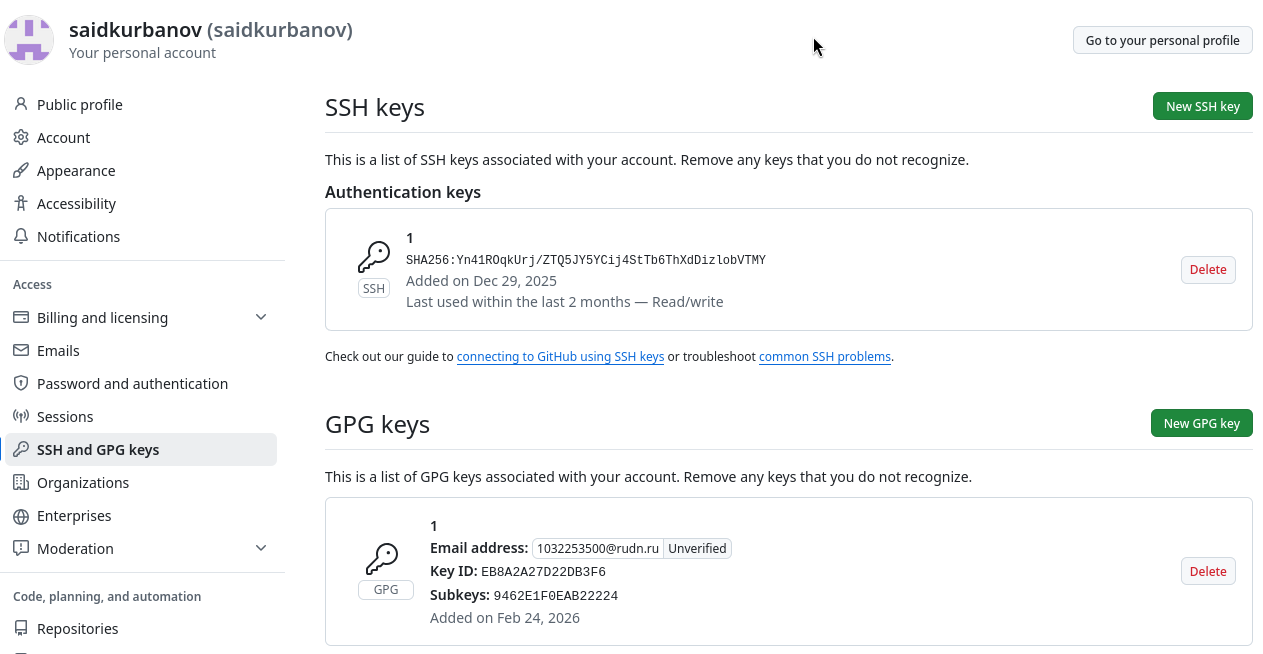 saidkurbanov (saidkurbanov)
Your personal account
Go to your personal profile
Public profile
Account
Appearance
Accessibility
Notifications
Access
Billing and licensing
Emails
Password and authentication
Sessions
SSH and GPG keys
Organizations
Enterprises
Moderation
Code, planning, and automation
Repositories
SSH keys
New SSH key
This is a list of SSH keys associated with your account. Remove any keys that you do not recognize.
Authentication keys
1
SHA256:Yn41ROqkUrj/ZTQ5JY5YCij4StTb6ThXdDizlobVTMY
Added on Dec 29, 2025
Last used within the last 2 months — Read/write
SSH
Delete
Check out our guide to connecting to GitHub using SSH keys or troubleshoot common SSH problems.
GPG keys
New GPG key
This is a list of GPG keys associated with your account. Remove any keys that you do not recognize.
1
Email address: 1032253500@rudn.ru Unverified
Key ID: EB8A2A27D22DB3F6
Subkeys: 9462E1F0EAB22224
Added on Feb 24, 2026
GPG
Delete